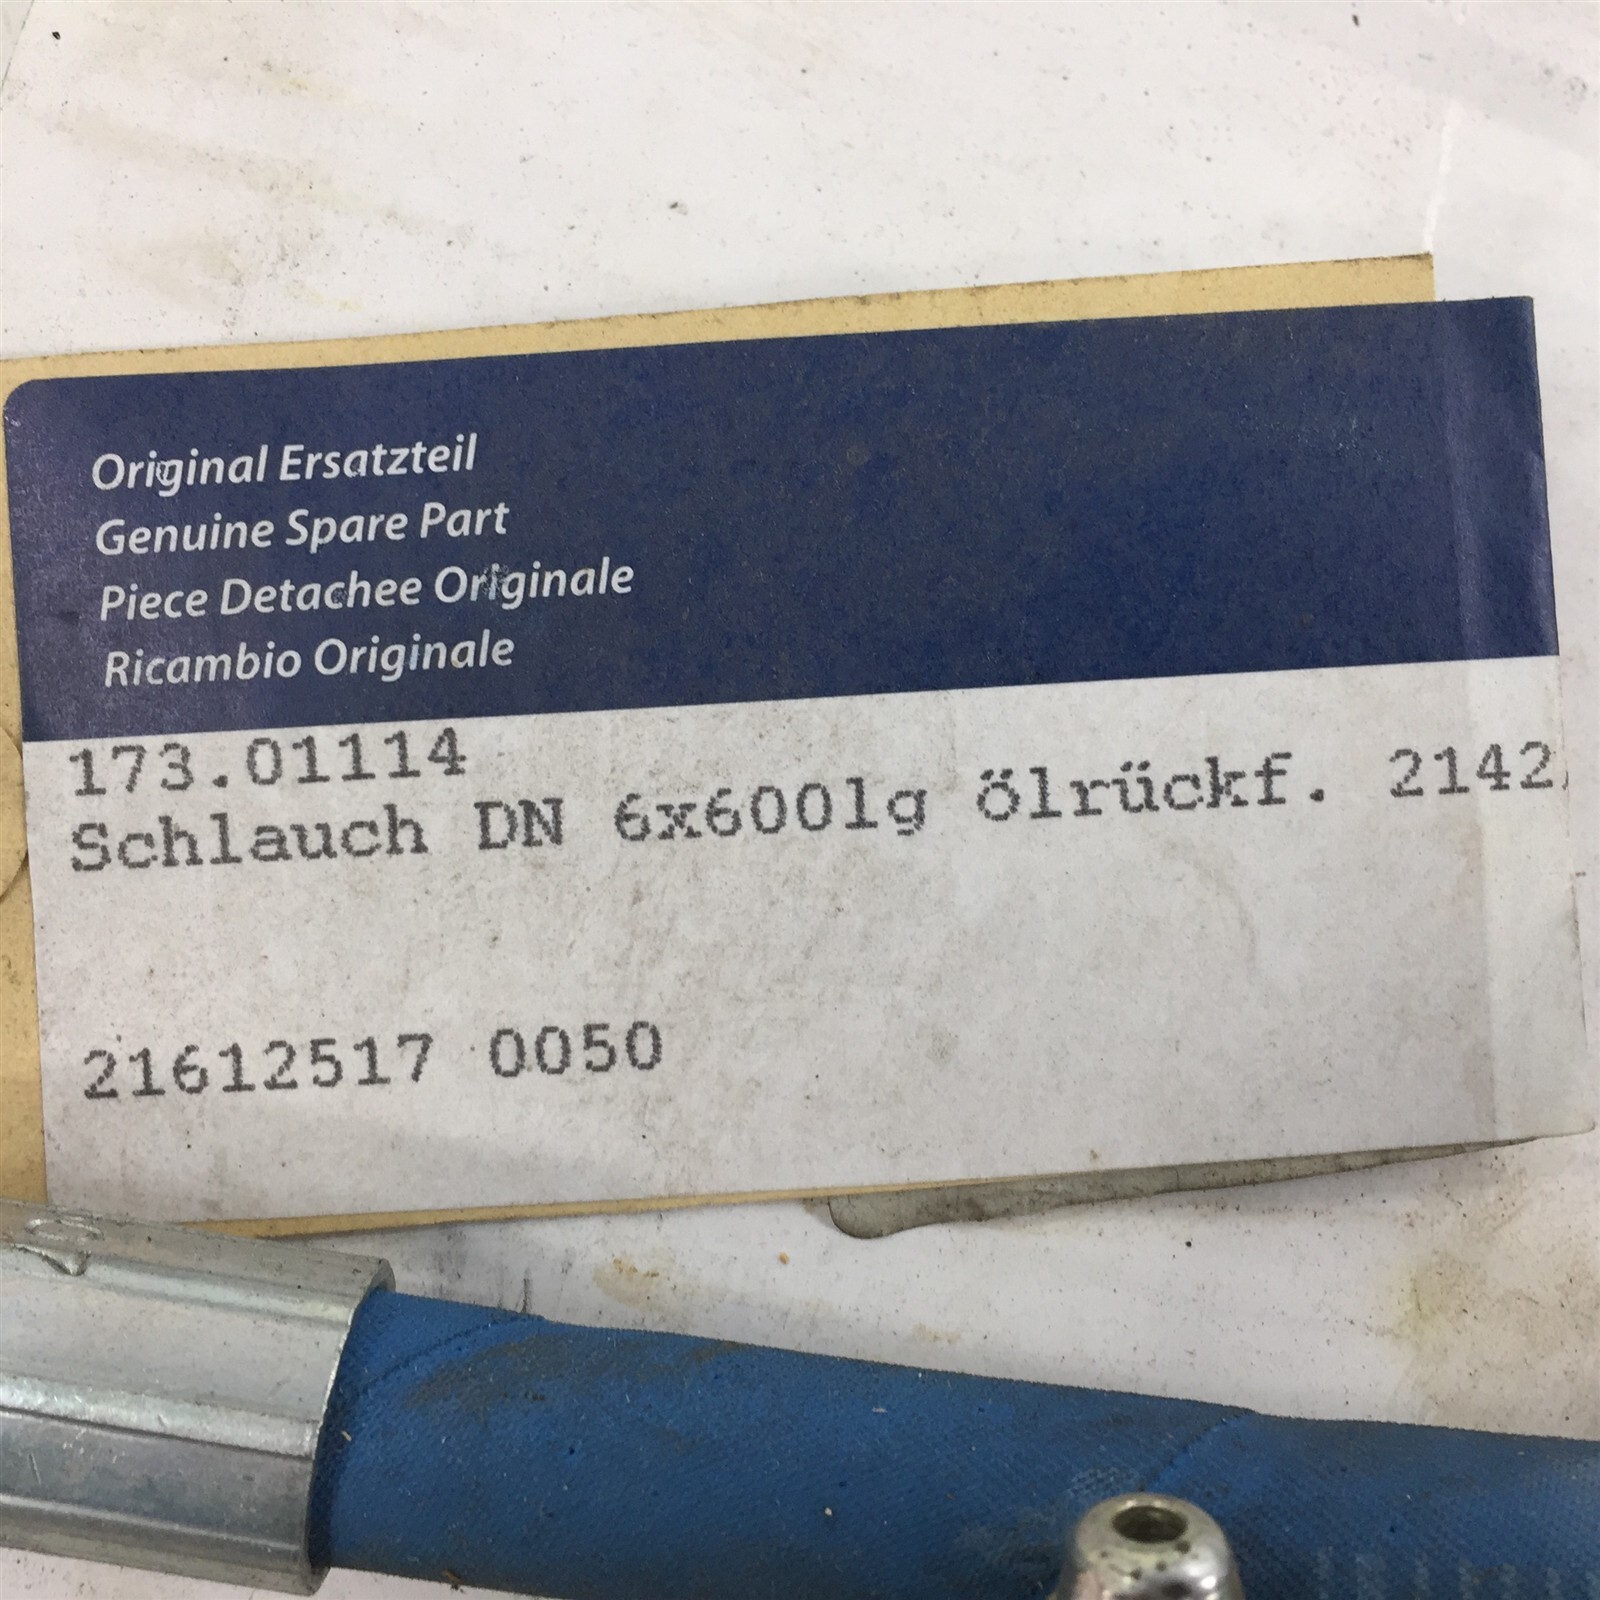 Original Ersatzteil
Genuine Spare Part
Piece Detachee Originale
Ricambio Originale
173.01114
Schlauch DN 6x600lg ölrückf. 2142,
21612517 0050